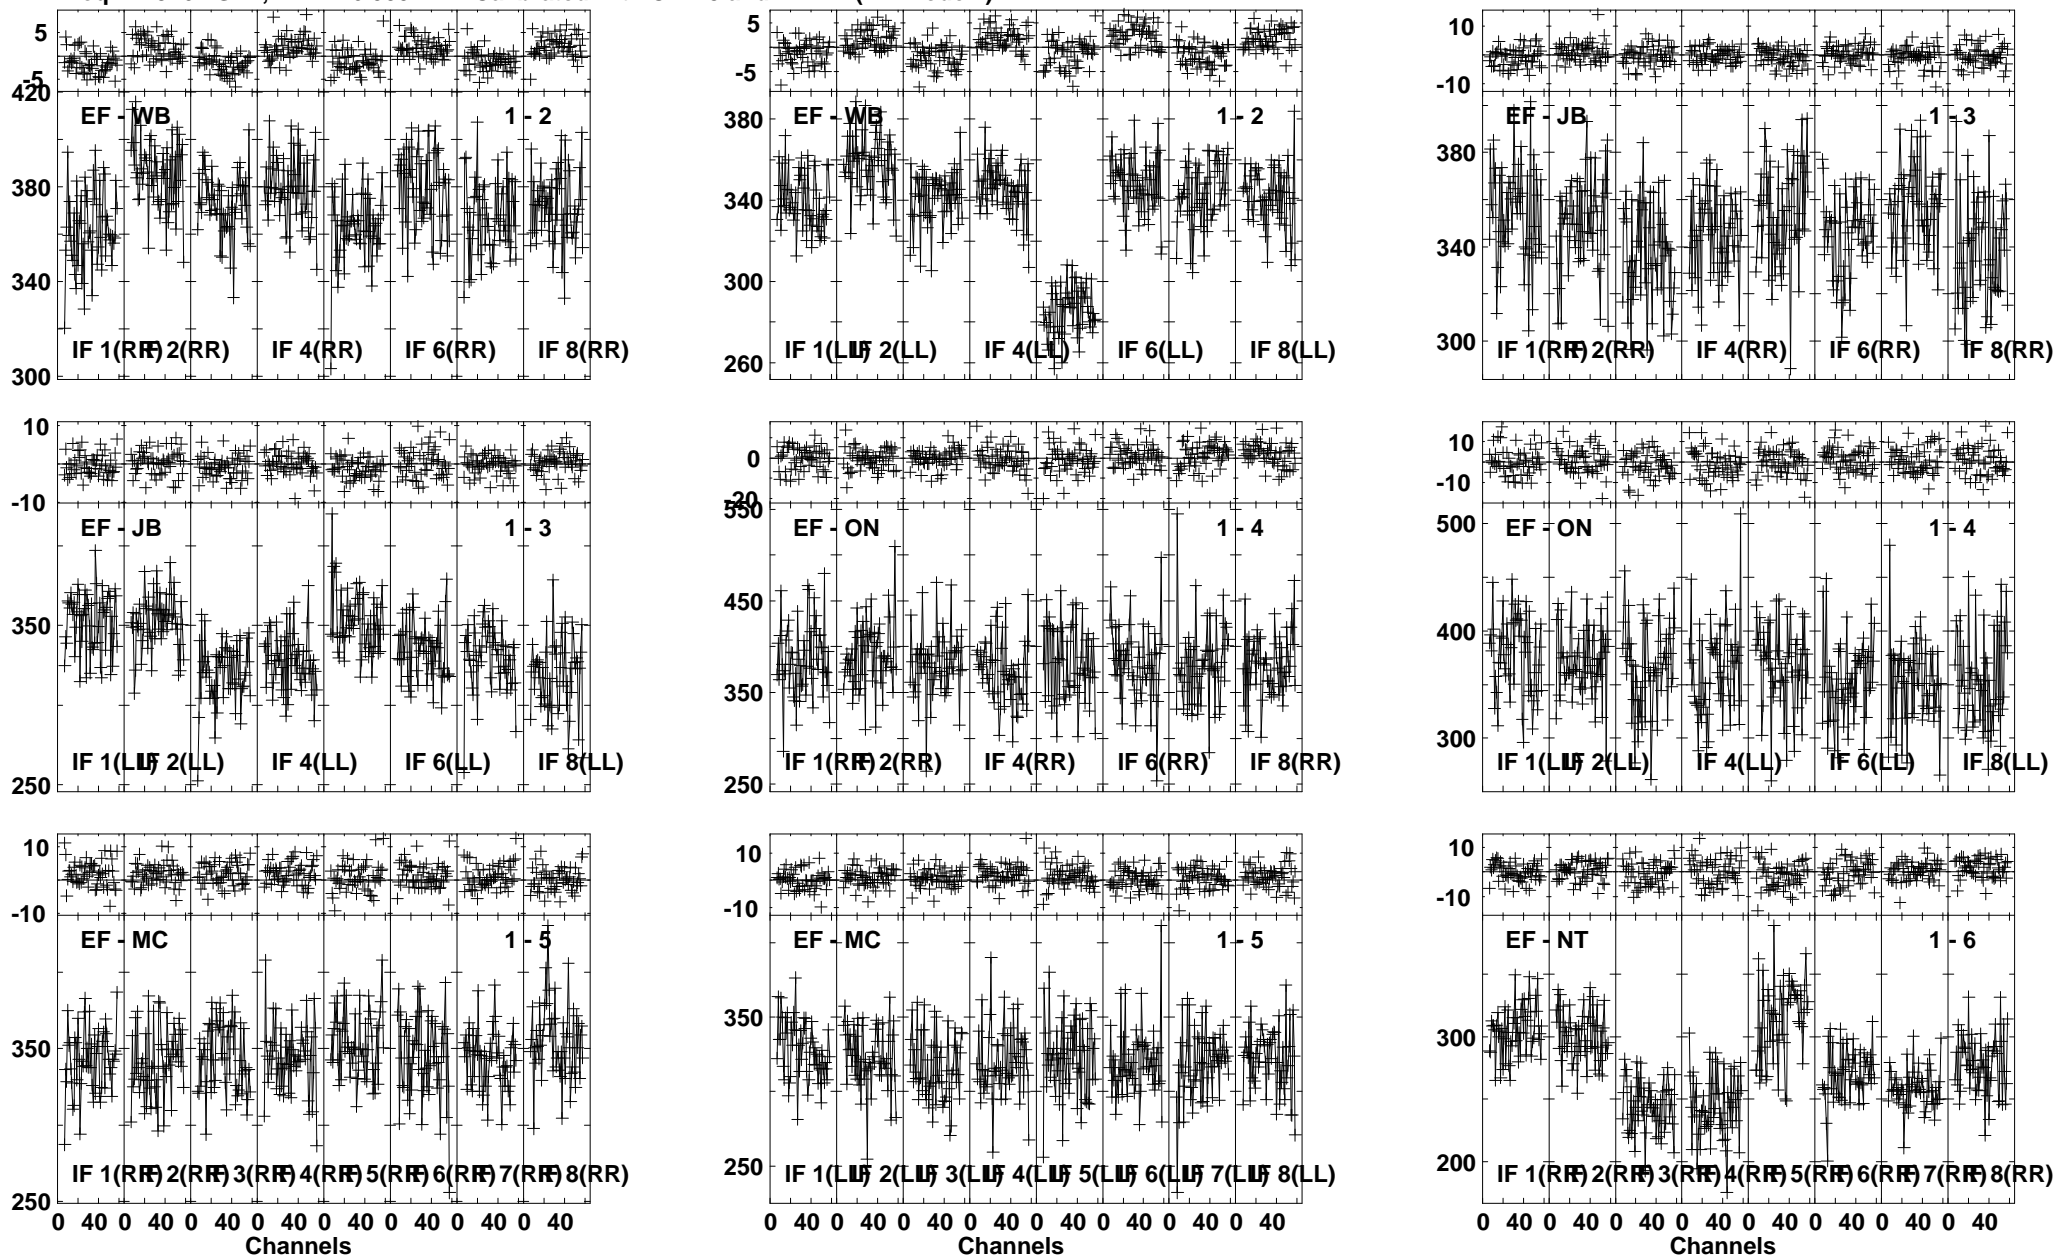 5
-5
420
EF - WB 1 - 2
380
340
300
IF 1(RR) IF 2(RR) IF 4(RR) IF 6(RR) IF 8(RR)
5
-5
EF - WB 1 - 2
380
340
300
260
IF 1(LL) IF 2(LL) IF 4(LL) IF 6(LL) IF 8(LL)
10
-10
EF - JB 1 - 3
380
340
300
IF 1(RR) IF 2(RR) IF 4(RR) IF 6(RR) IF 8(RR)
10
-10
EF - JB 1 - 3
350
250
IF 1(LL) IF 2(LL) IF 4(LL) IF 6(LL) IF 8(LL)
0
-20
550
EF - ON 1 - 4
450
350
250
IF 1(RR) IF 2(RR) IF 4(RR) IF 6(RR) IF 8(RR)
10
-10
EF - ON 1 - 4
500
400
300
IF 1(LL) IF 2(LL) IF 4(LL) IF 6(LL) IF 8(LL)
10
-10
EF - MC 1 - 5
350
250
IF 1(RR) IF 2(RR) IF 3(RR) IF 4(RR) IF 5(RR) IF 6(RR) IF 7(RR) IF 8(RR)
0 40 0 40 0 40 0 40 0 40 0 40 0 40 0 40
Channels
10
-10
EF - MC 1 - 5
350
250
IF 1(LL) IF 2(LL) IF 3(LL) IF 4(LL) IF 5(LL) IF 6(LL) IF 7(LL) IF 8(LL)
0 40 0 40 0 40 0 40 0 40 0 40 0 40 0 40
Channels
10
-10
EF - NT 1 - 6
300
200
IF 1(RR) IF 2(RR) IF 3(RR) IF 4(RR) IF 5(RR) IF 6(RR) IF 7(RR) IF 8(RR)
0 40 0 40 0 40 0 40 0 40 0 40 0 40 0 40
Channels